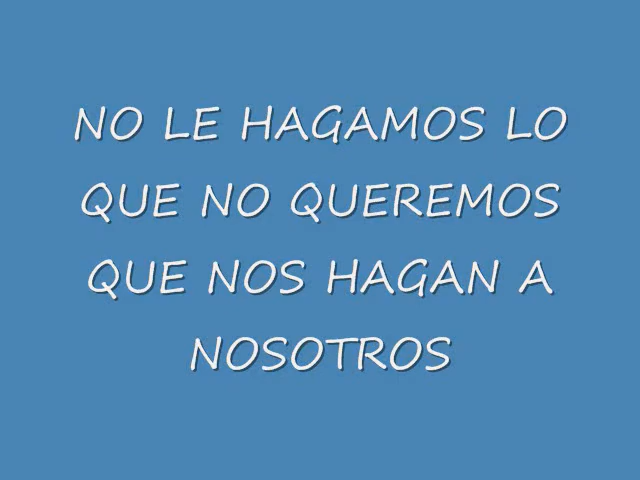 NO LE HAGAMOS LO
QUE NO QUEREMOS
QUE NOS HAGAN A
NOSOTROS